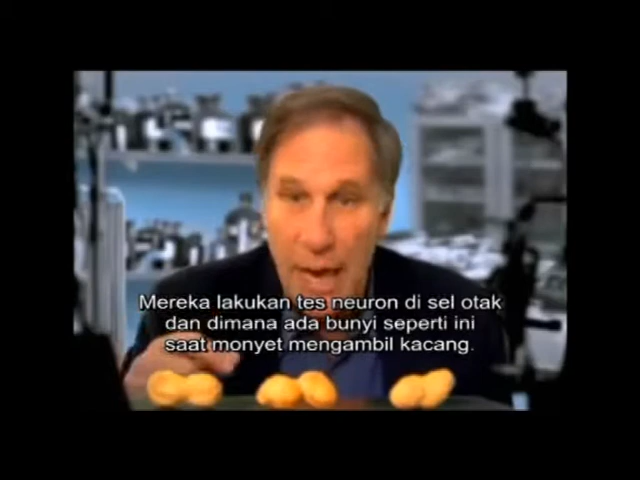 Mereka lakukan tes neuron di sel otak
dan dimana ada bunyi seperti ini
saat monyet mengambil kacang.